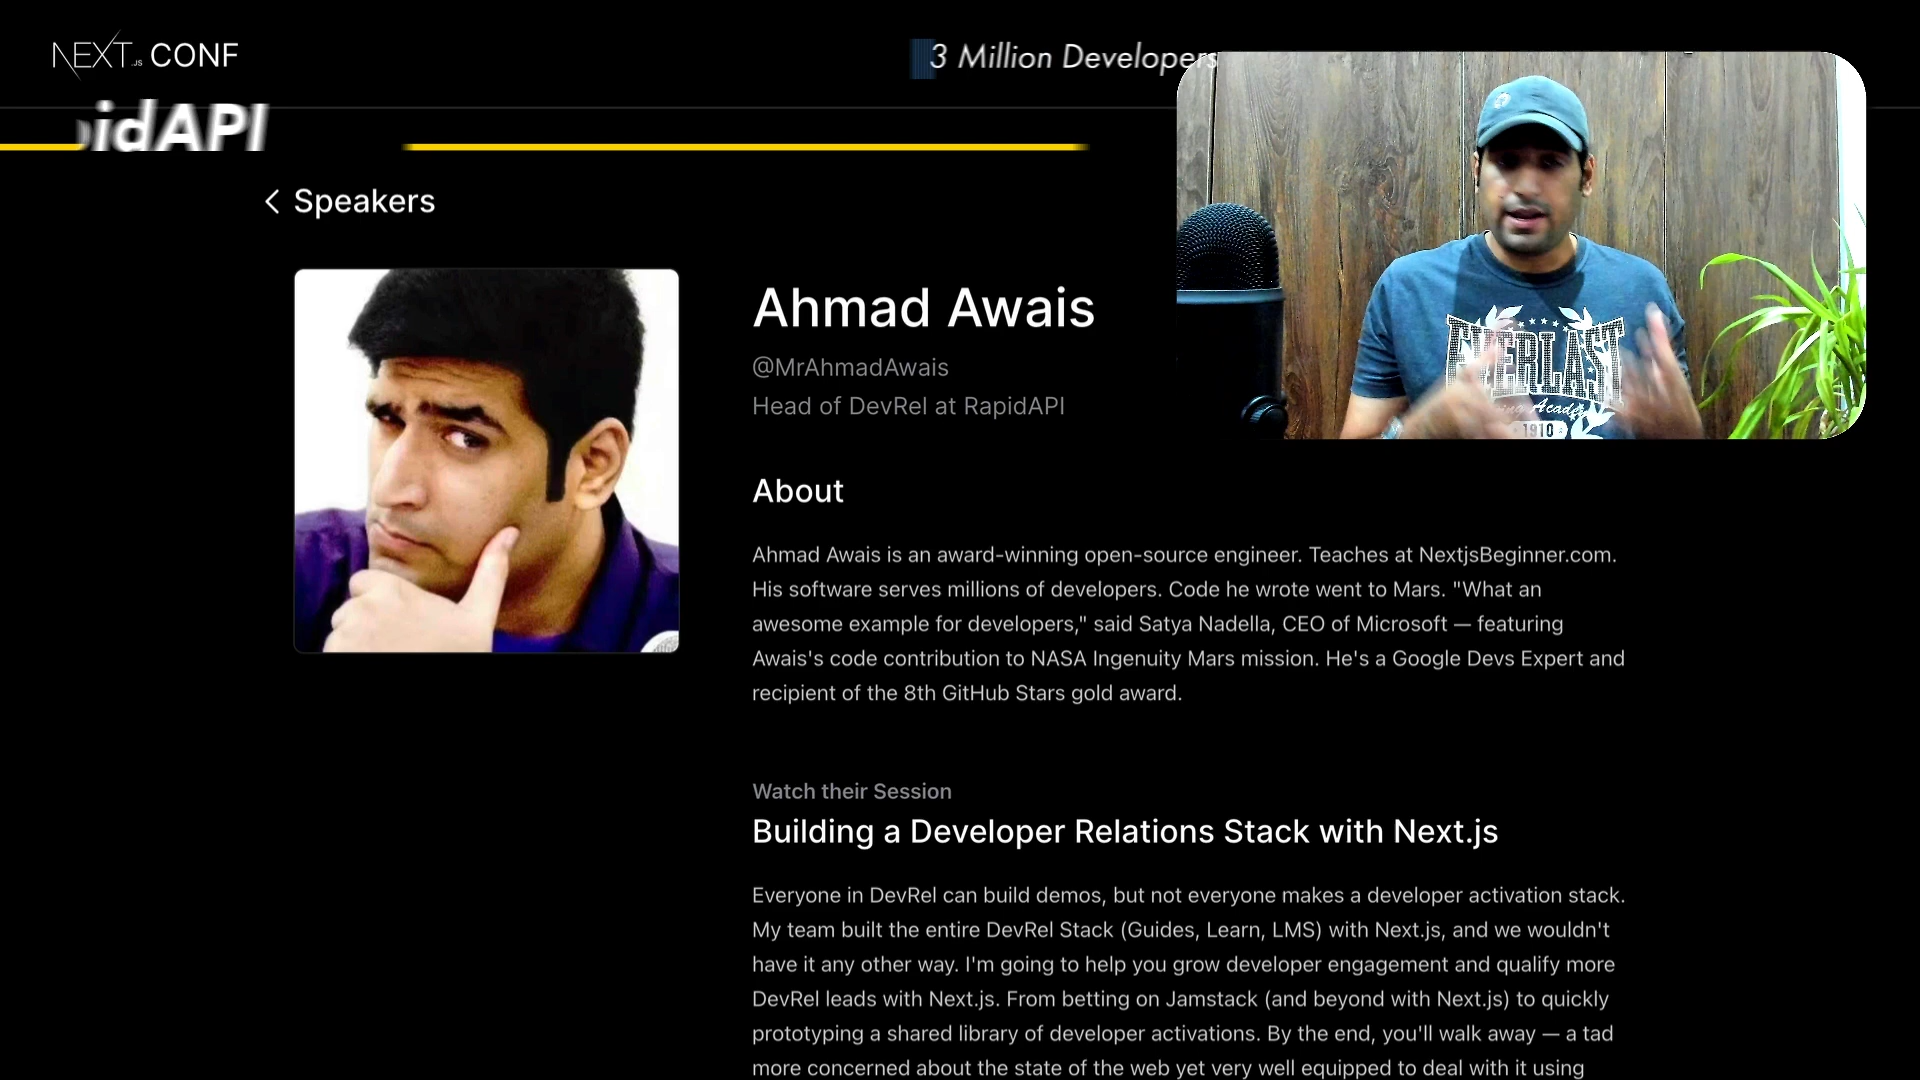 NEXT.JS CONF
3 Million Developers
idAPI
Speakers
Ahmad Awais
@MrAhmadAwais
Head of DevRel at RapidAPI
EVERLAST
1910
About
Ahmad Awais is an award-winning open-source engineer. Teaches at NextjsBeginner.com.
His software serves millions of developers. Code he wrote went to Mars. "What an
awesome example for developers," said Satya Nadella, CEO of Microsoft — featuring
Awais's code contribution to NASA Ingenuity Mars mission. He's a Google Devs Expert and
recipient of the 8th GitHub Stars gold award.
Watch their Session
Building a Developer Relations Stack with Next.js
Everyone in DevRel can build demos, but not everyone makes a developer activation stack.
My team built the entire DevRel Stack (Guides, Learn, LMS) with Next.js, and we wouldn't
have it any other way. I'm going to help you grow developer engagement and qualify more
DevRel leads with Next.js. From betting on Jamstack (and beyond with Next.js) to quickly
prototyping a shared library of developer activations. By the end, you'll walk away — a tad
more concerned about the state of the web yet very well equipped to deal with it using